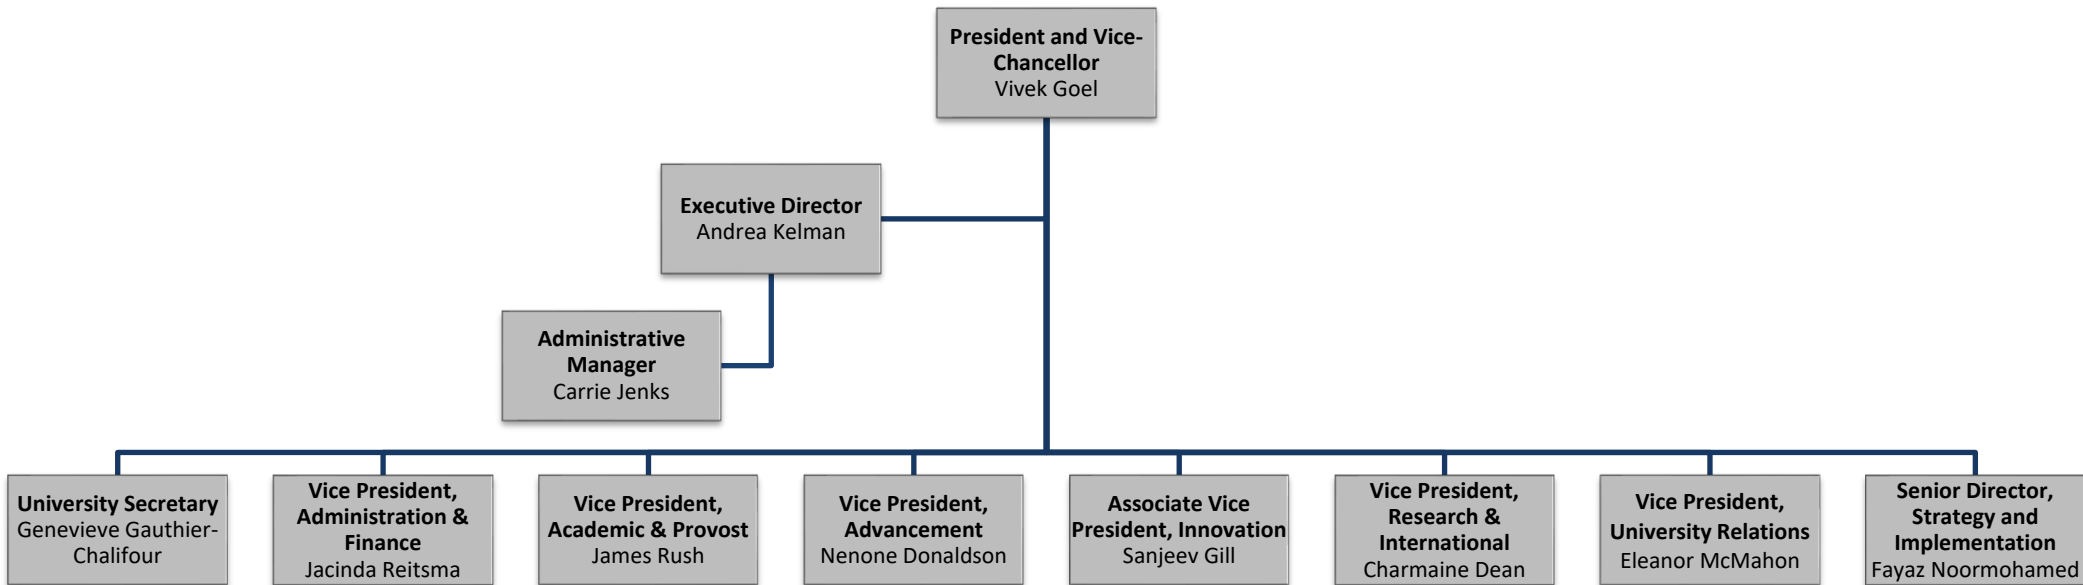 President and Vice-
Chancellor
Vivek Goel
Executive Director
Andrea Kelman
Administrative
Manager
Carrie Jenks
University Secretary
Genevieve Gauthier-
Chalifour
Vice President,
Administration &
Finance
Jacinda Reitsma
Vice President,
Academic & Provost
James Rush
Vice President,
Advancement
Nenone Donaldson
Associate Vice
President, Innovation
Sanjeev Gill
Vice President,
Research &
International
Charmaine Dean
Vice President,
University Relations
Eleanor McMahon
Senior Director,
Strategy and
Implementation
Fayaz Noormohamed